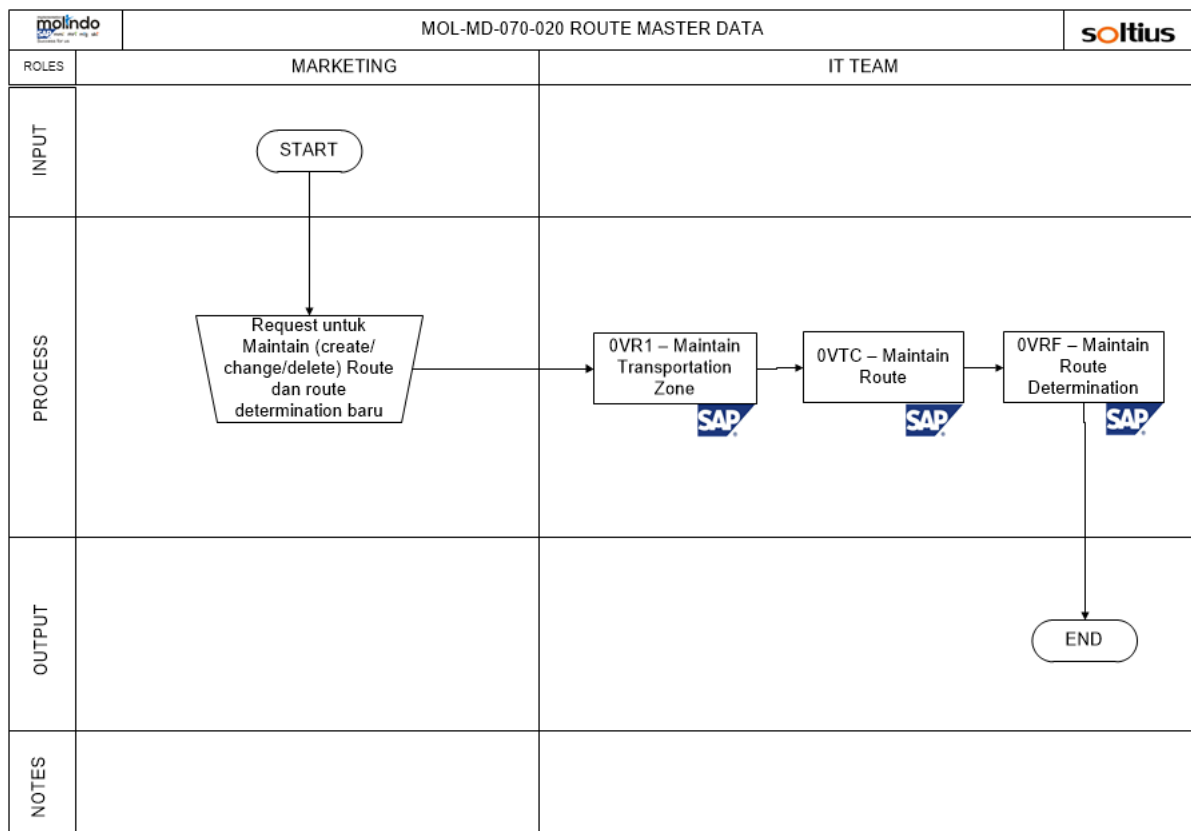 molindo
MOL-MD-070-020 ROUTE MASTER DATA
soltius
ROLES
MARKETING
IT TEAM
INPUT
START
PROCESS
Request untuk
Maintain (create/
change/delete) Route
dan route
determination baru
0VR1 – Maintain
Transportation
Zone
SAP
0VTC – Maintain
Route
SAP
0VRF – Maintain
Route
Determination
SAP
OUTPUT
END
NOTES